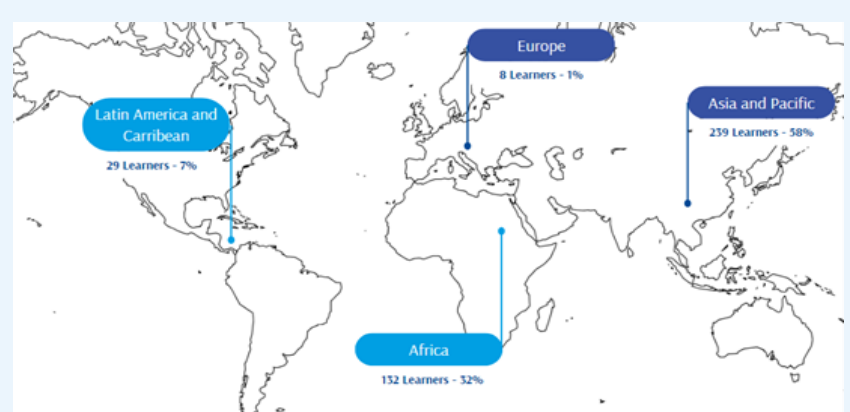 Europe
8 Learners - 1%
Asia and Pacific
239 Learners - 58%
Latin America and
Carribean
29 Learners - 7%
Africa
132 Learners - 32%